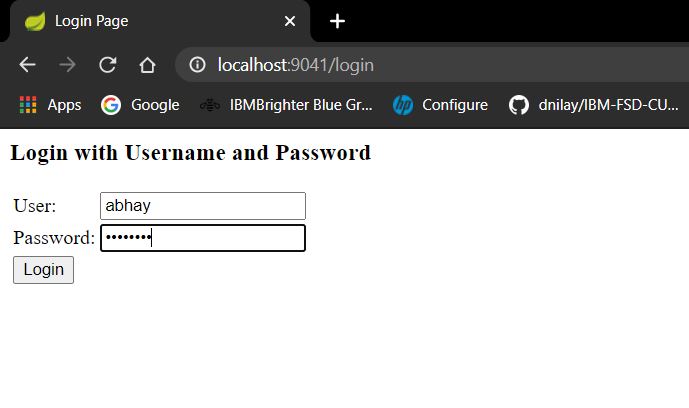 Login Page
localhost:9041/login
Apps Google IBMBrighter Blue Gr... Configure dnilay/IBM-FSD-CU...
Login with Username and Password
User: abhay
Password: ••••••••
Login